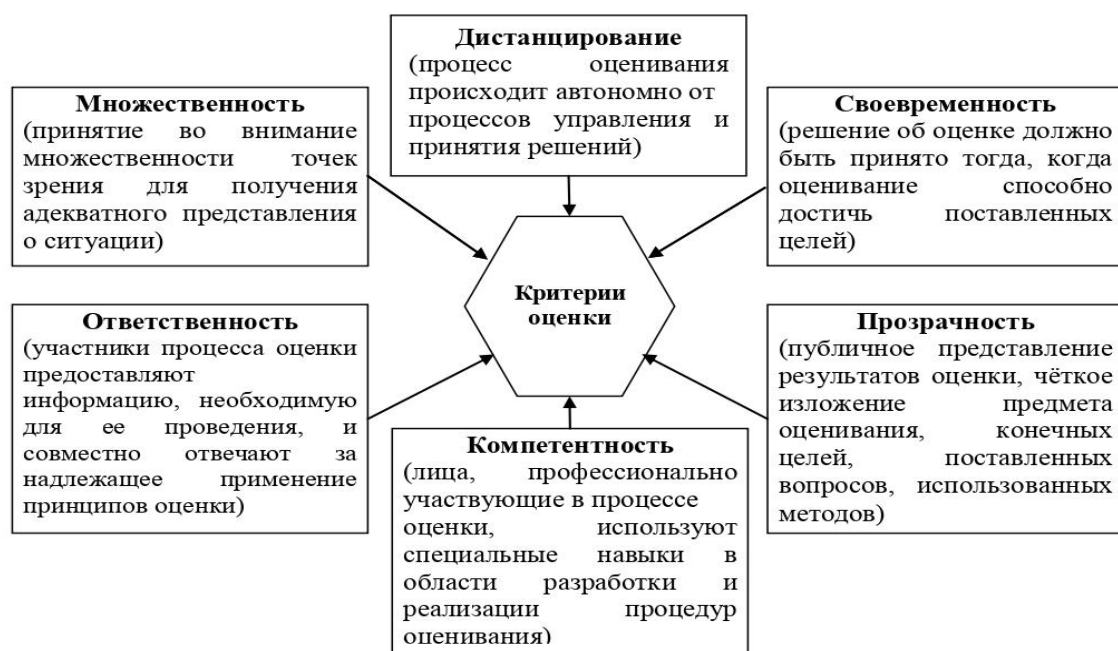 Дистанцирование
(процесс оценивания
происходит автономно от
процессов управления и
принятия решений)
Множественность
(принятие во внимание
множественности точек
зрения для получения
адекватного представления
о ситуации)
Своевременность
(решение об оценке должно
быть принято тогда, когда
оценивание способно
достичь поставленных
целей)
Критерии
оценки
Ответственность
(участники процесса оценки
предоставляют
информацию, необходимую
для ее проведения, и
совместно отвечают за
надлежащее применение
принципов оценки)
Прозрачность
(публичное представление
результатов оценки, чёткое
изложение предмета
оценивания, конечных
целей, поставленных
вопросов, использованных
методов)
Компетентность
(лица, профессионально
участвующие в процессе
оценки, используют
специальные навыки в
области разработки и
реализации процедур
оценивания)